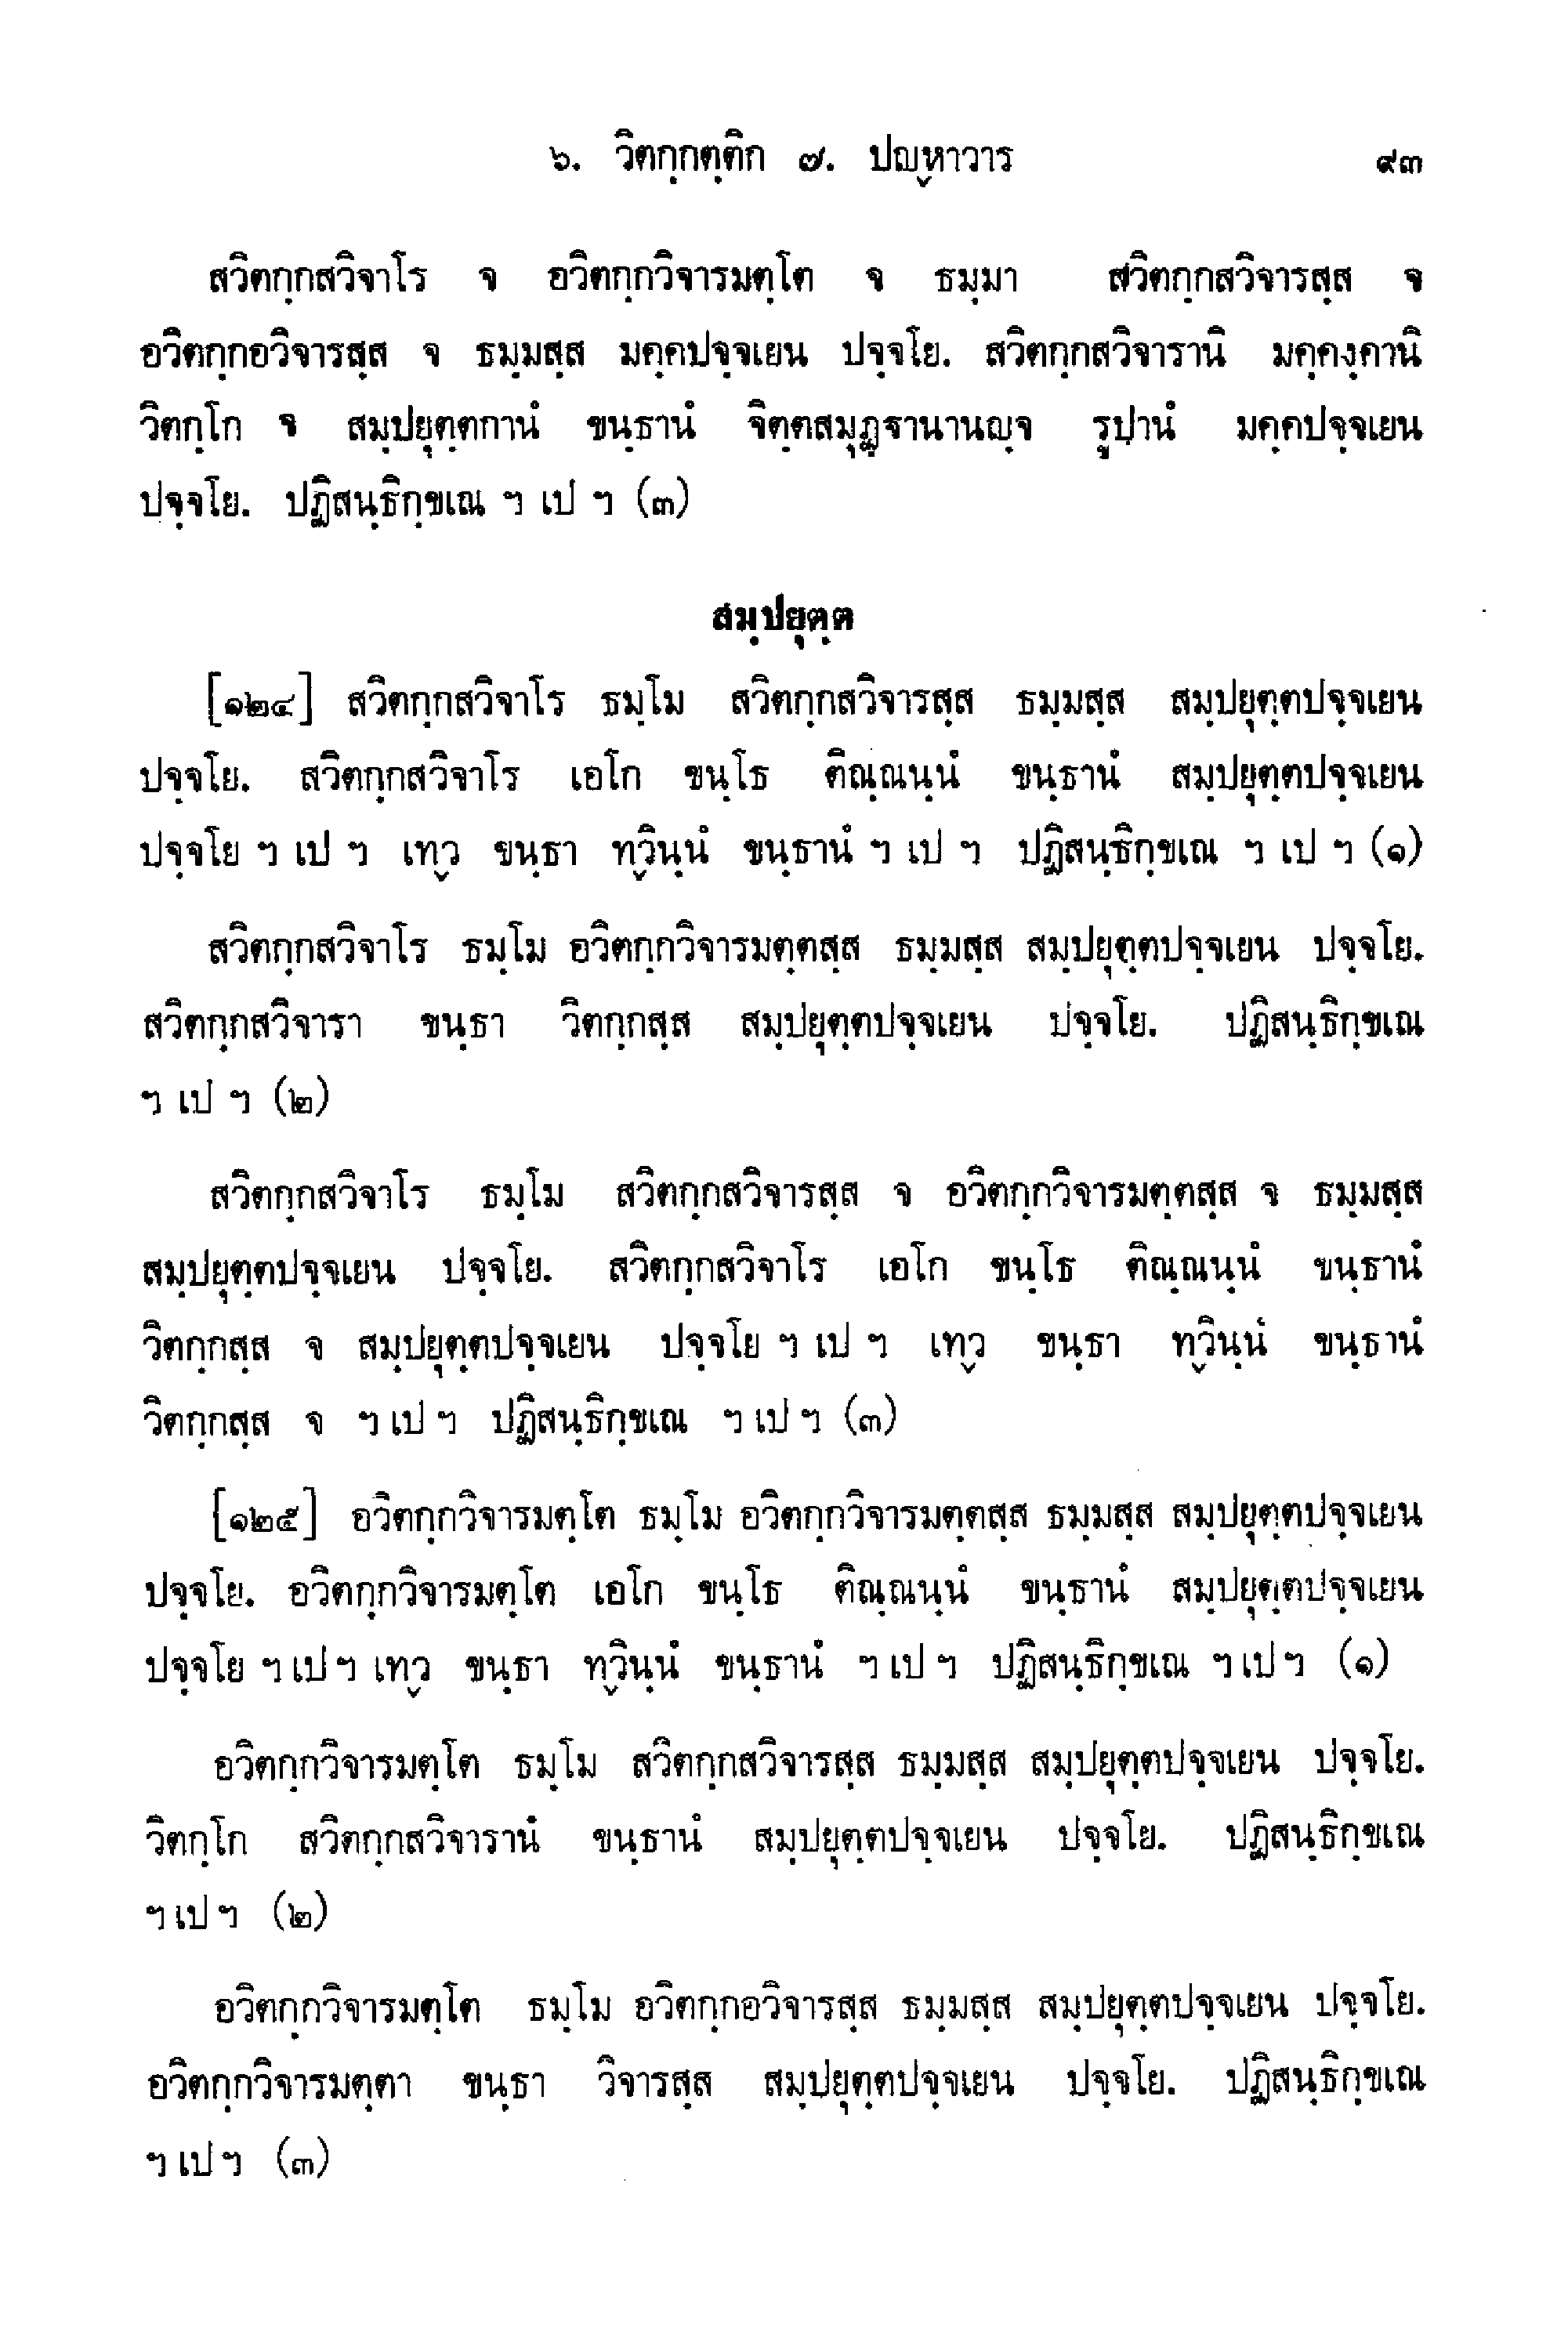 ๖. วิตกฺกตฺติก ๗. ปญฺหาวาร ๙๓
สวิตกฺกสวิจาโร จ อวิตกฺกวิจารมตฺโต จ ธมฺมา สวิตกฺกสวิจารสฺส จ
อวิตกฺกอวิจารสฺส จ ธมฺมสฺส มคฺคปจฺจเยน ปจฺจโย. สวิตกฺกสวิจารานิ มคฺคงฺคานิ
วิตกฺโก จ สมฺปยุตฺตกานํ ขนฺธานํ จิตฺตสมุฏฺฐานานญฺจ รูปานํ มคฺคปจฺจเยน
ปจฺจโย. ปฏิสนฺธิกฺขเณ ฯ เป ฯ (๓)
สมฺปยุตฺต
[๑๒๔] สวิตกฺกสวิจาโร ธมฺโม สวิตกฺกสวิจารสฺส ธมฺมสฺส สมฺปยุตฺตปจฺจเยน
ปจฺจโย. สวิตกฺกสวิจาโร เอโก ขนฺโธ ติณฺณนฺนํ ขนฺธานํ สมฺปยุตฺตปจฺจเยน
ปจฺจโย ฯ เป ฯ เทฺว ขนฺธา ทฺวินฺนํ ขนฺธานํ ฯ เป ฯ ปฏิสนฺธิกฺขเณ ฯ เป ฯ (๑)
สวิตกฺกสวิจาโร ธมฺโม อวิตกฺกวิจารมตฺตสฺส ธมฺมสฺส สมฺปยุตฺตปจฺจเยน ปจฺจโย.
สวิตกฺกสวิจารา ขนฺธา วิตกฺกสฺส สมฺปยุตฺตปจฺจเยน ปจฺจโย. ปฏิสนฺธิกฺขเณ
ฯ เป ฯ (๒)
สวิตกฺกสวิจาโร ธมฺโม สวิตกฺกสวิจารสฺส จ อวิตกฺกวิจารมตฺตสฺส จ ธมฺมสฺส
สมฺปยุตฺตปจฺจเยน ปจฺจโย. สวิตกฺกสวิจาโร เอโก ขนฺโธ ติณฺณนฺนํ ขนฺธานํ
วิตกฺกสฺส จ สมฺปยุตฺตปจฺจเยน ปจฺจโย ฯ เป ฯ เทฺว ขนฺธา ทฺวินฺนํ ขนฺธานํ
วิตกฺกสฺส จ ฯ เป ฯ ปฏิสนฺธิกฺขเณ ฯ เป ฯ (๓)
[๑๒๕] อวิตกฺกวิจารมตฺโต ธมฺโม อวิตกฺกวิจารมตฺตสฺส ธมฺมสฺส สมฺปยุตฺตปจฺจเยน
ปจฺจโย. อวิตกฺกวิจารมตฺโต เอโก ขนฺโธ ติณฺณนฺนํ ขนฺธานํ สมฺปยุตฺตปจฺจเยน
ปจฺจโย ฯ เป ฯ เทฺว ขนฺธา ทฺวินฺนํ ขนฺธานํ ฯ เป ฯ ปฏิสนฺธิกฺขเณ ฯ เป ฯ (๑)
อวิตกฺกวิจารมตฺโต ธมฺโม สวิตกฺกสวิจารสฺส ธมฺมสฺส สมฺปยุตฺตปจฺจเยน ปจฺจโย.
วิตกฺโก สวิตกฺกสวิจารานํ ขนฺธานํ สมฺปยุตฺตปจฺจเยน ปจฺจโย. ปฏิสนฺธิกฺขเณ
ฯ เป ฯ (๒)
อวิตกฺกวิจารมตฺโต ธมฺโม อวิตกฺกอวิจารสฺส ธมฺมสฺส สมฺปยุตฺตปจฺจเยน ปจฺจโย.
อวิตกฺกวิจารมตฺตา ขนฺธา วิจารสฺส สมฺปยุตฺตปจฺจเยน ปจฺจโย. ปฏิสนฺธิกฺขเณ
ฯ เป ฯ (๓)